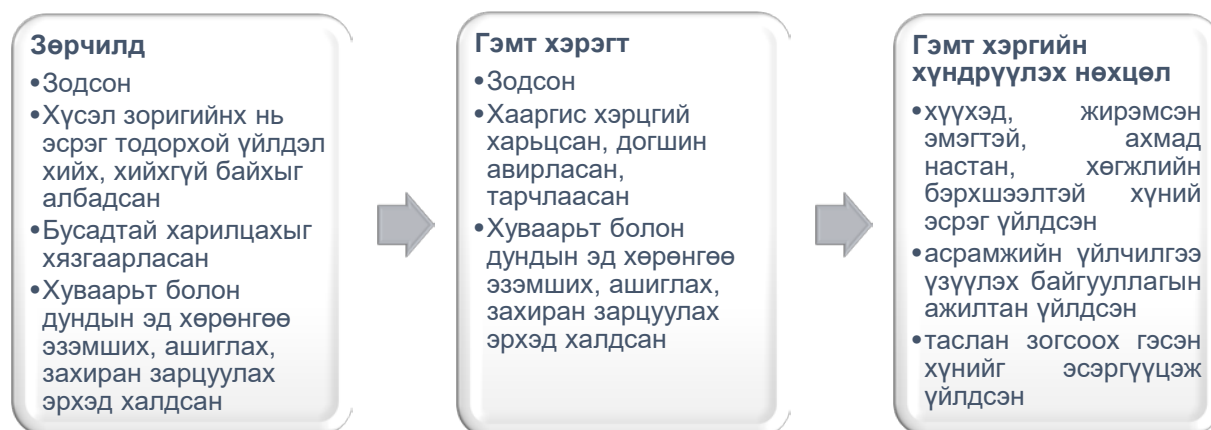 Зөрчилд
•Зодсон
•Хүсэл зоригийнх нь
эсрэг тодорхой үйлдэл
хийх, хийхгүй байхыг
албадсан
•Бусадтай харилцахыг
хязгаарласан
•Хуваарьт болон
дундын эд хөрөнгөө
эзэмших, ашиглах,
захиран зарцуулах
эрхэд халдсан
Гэмт хэрэгт
•Зодсон
•Хааргис хэрцгий
харьцсан, догшин
авирласан,
тарчлаасан
•Хуваарьт болон
дундын эд хөрөнгөө
эзэмших, ашиглах,
захиран зарцуулах
эрхэд халдсан
Гэмт хэргийн
хүндрүүлэх нөхцөл
•хүүхэд, жирэмсэн
эмэгтэй, ахмад
настан, хөгжлийн
бэрхшээлтэй хүний
эсрэг үйлдсэн
•асрамжийн үйлчилгээ
үзүүлэх байгууллагын
ажилтан үйлдсэн
•таслан зогсоох гэсэн
хүнийг эсэргүүцэж
үйлдсэн